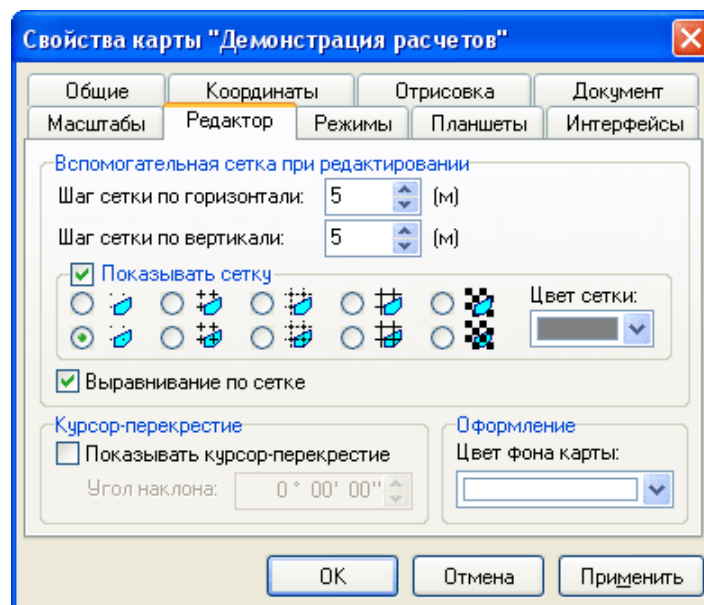 Свойства карты "Демонстрация расчетов"
Общие Координаты Отрисовка Документ
Масштабы Редактор Режимы Планшеты Интерфейсы
Вспомогательная сетка при редактировании
Шаг сетки по горизонтали: 5 (м)
Шаг сетки по вертикали: 5 (м)
Показывать сетку
Цвет сетки:
Выравнивание по сетке
Курсор-перекрестие
Показывать курсор-перекрестие
Угол наклона: 0 ° 00' 00"
Оформление
Цвет фона карты:
OK Отмена Применить